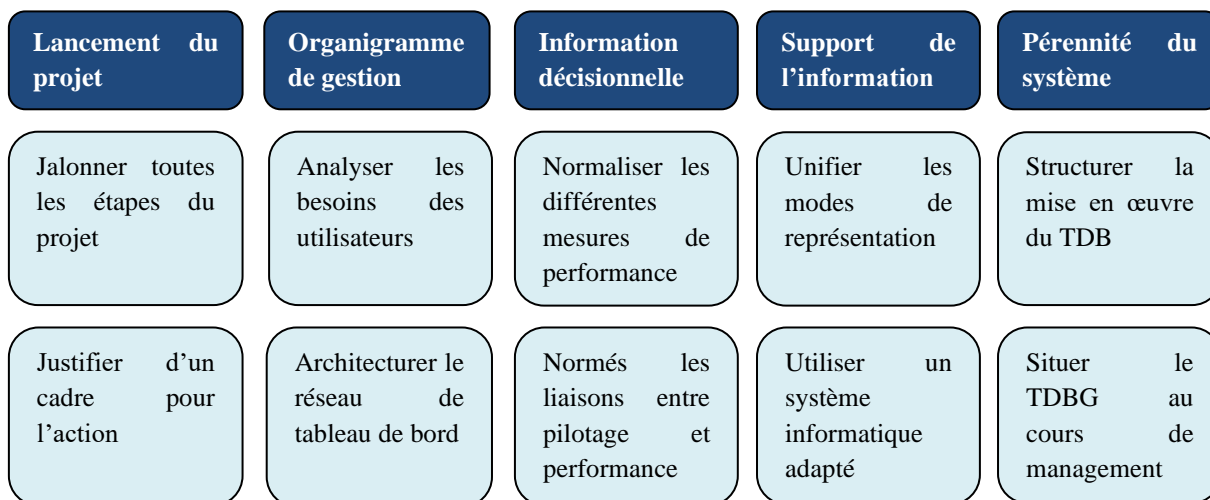 Lancement du
projet
Organigramme
de gestion
Information
décisionnelle
Support de
l’information
Pérennité du
système
Jalonner toutes
les étapes du
projet
Analyser les
besoins des
utilisateurs
Normaliser les
différentes
mesures de
performance
Unifier les
modes de
représentation
Structurer la
mise en œuvre
du TDB
Justifier d’un
cadre pour
l’action
Architecturer le
réseau de
tableau de bord
Normés les
liaisons entre
pilotage et
performance
Utiliser un
système
informatique
adapté
Situer le
TDBG au
cours de
management